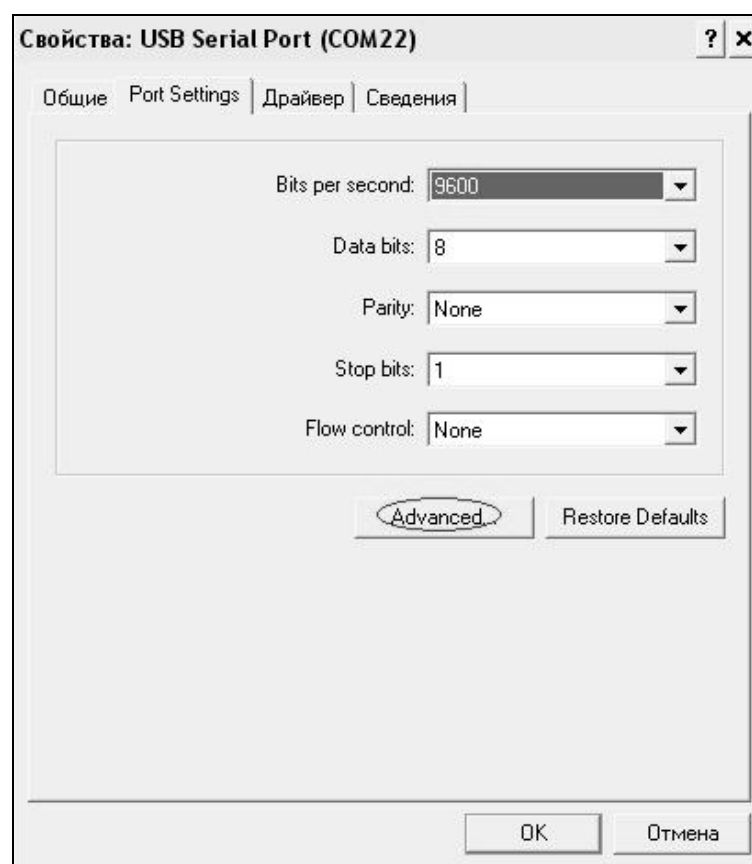 Свойства: USB Serial Port (COM22) ? ×
Общие Port Settings Драйвер Сведения
Bits per second: 9600
Data bits: 8
Parity: None
Stop bits: 1
Flow control: None
Advanced... Restore Defaults
OK Отмена